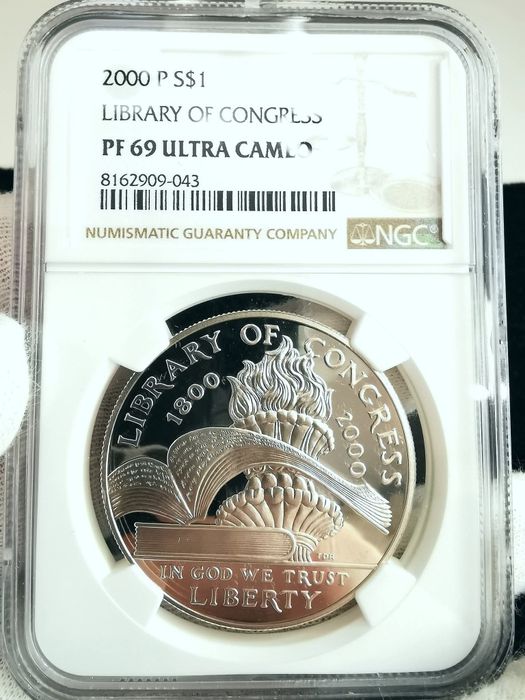 2000 P S$1
LIBRARY OF CONGRESS
PF 69 ULTRA CAMEO
8162909-043
NUMISMATIC GUARANTY COMPANY
NGC
LIBRARY OF CONGRESS
1800 2000
FDR
IN GOD WE TRUST
LIBERTY